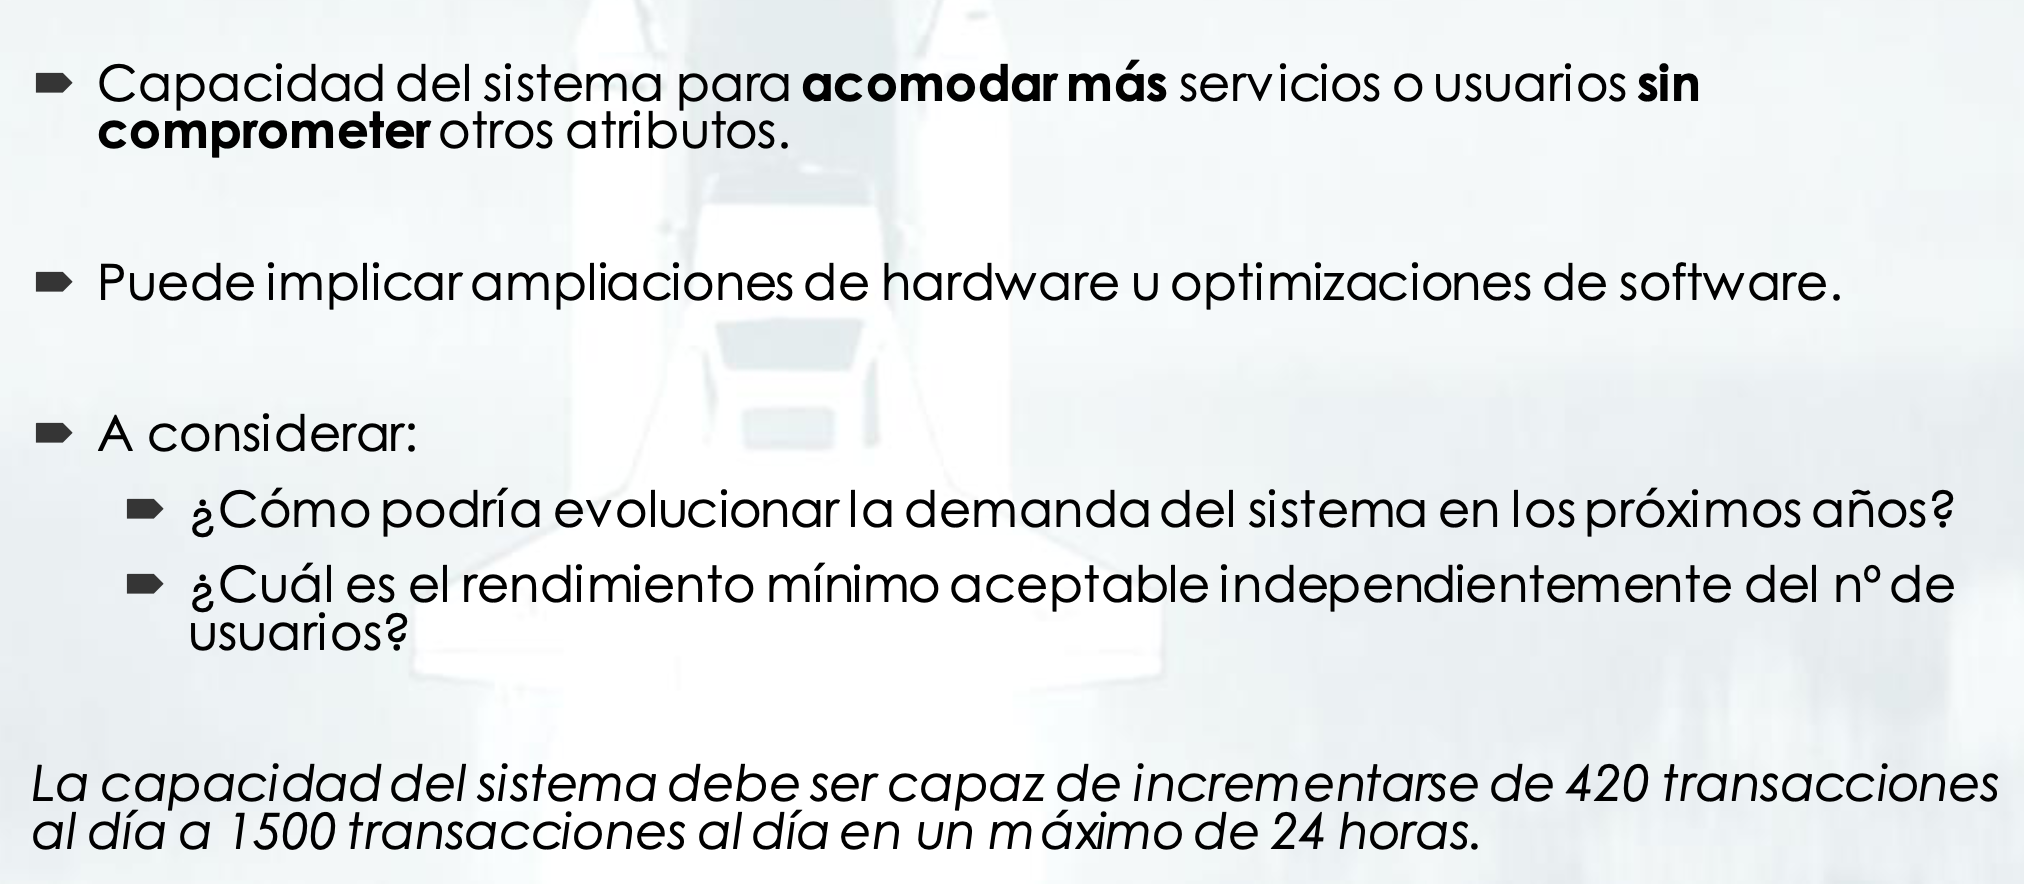 Capacidad del sistema para acomodar más servicios o usuarios sin
comprometer otros atributos.
Puede implicar ampliaciones de hardware u optimizaciones de software.
A considerar:
¿Cómo podría evolucionar la demanda del sistema en los próximos años?
¿Cuál es el rendimiento mínimo aceptable independientemente del nº de
usuarios?
La capacidad del sistema debe ser capaz de incrementarse de 420 transacciones
al día a 1500 transacciones al día en un máximo de 24 horas.